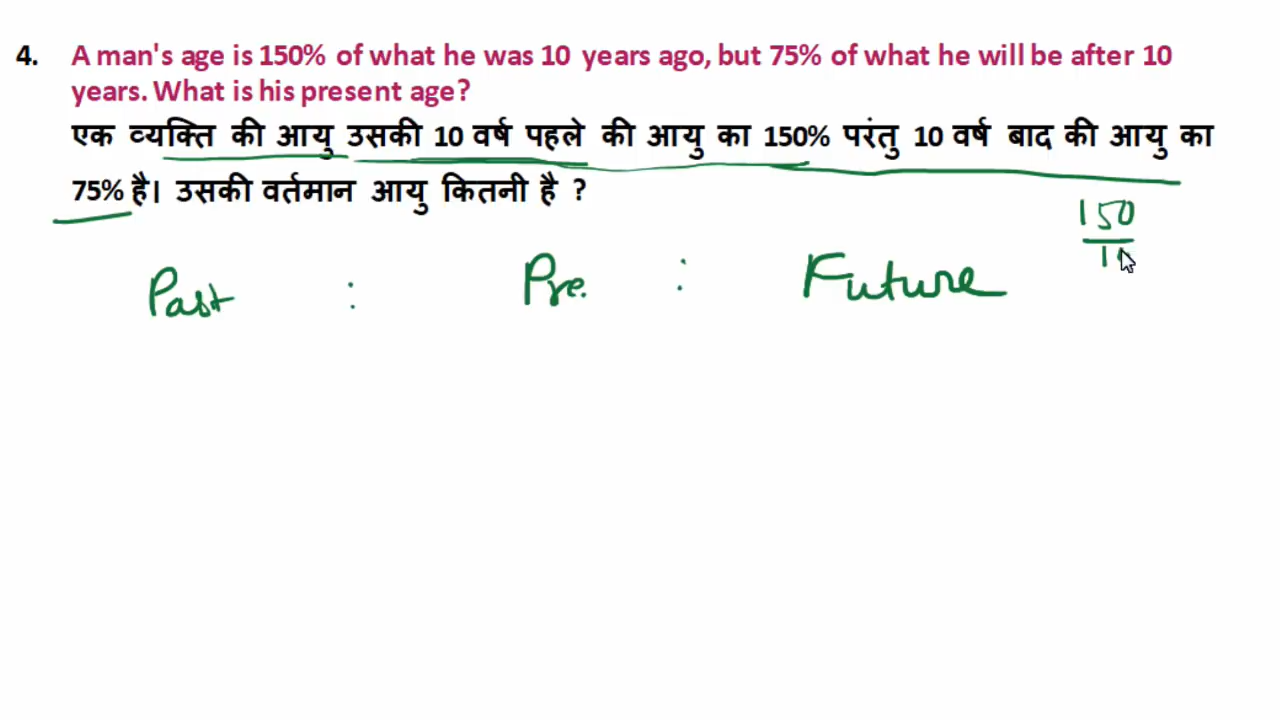 4. A man's age is 150% of what he was 10 years ago, but 75% of what he will be after 10
years. What is his present age?
एक व्यक्ति की आयु उसकी 10 वर्ष पहले की आयु का 150% परंतु 10 वर्ष बाद की आयु का
75% है। उसकी वर्तमान आयु कितनी है ?
150
1
Past : Pre. : Future